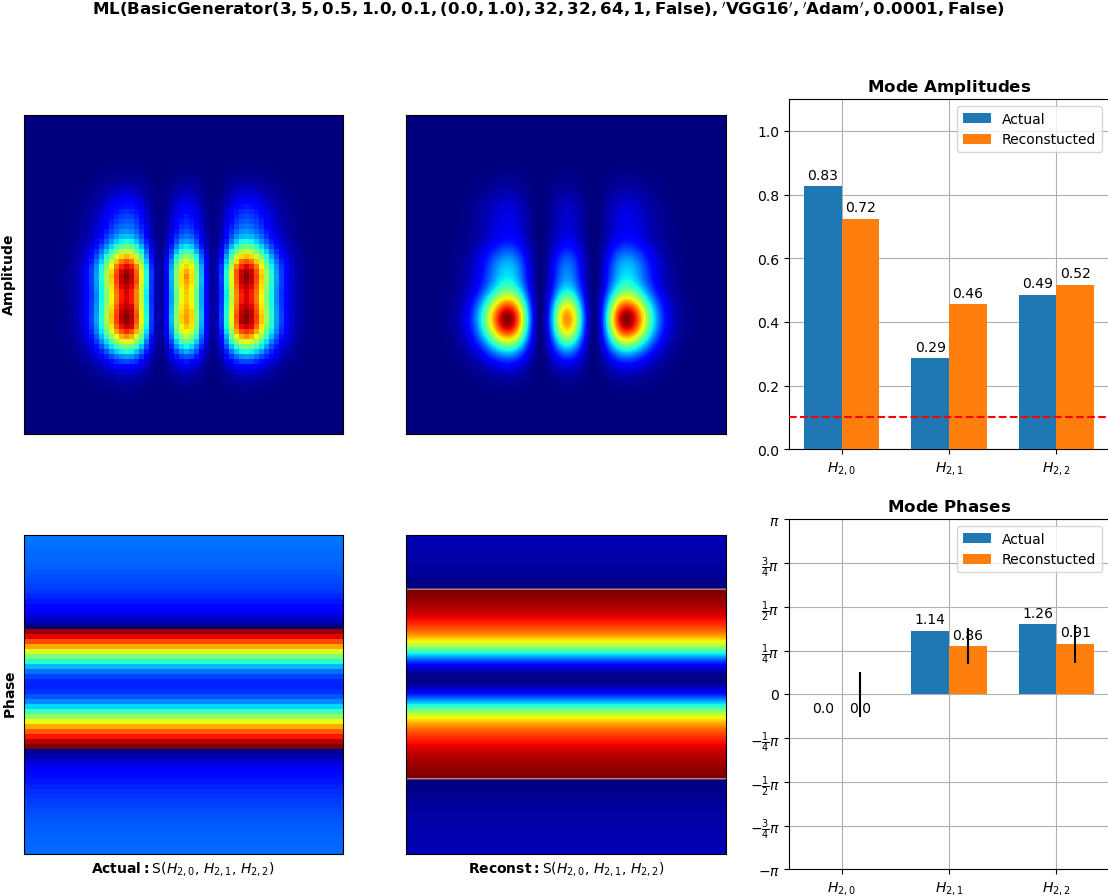 ML(BasicGenerator(3, 5, 0.5, 1.0, 0.1, (0.0, 1.0), 32, 32, 64, 1, False), ′VGG16′, ′Adam′, 0.0001, False)
Amplitude
Mode Amplitudes
Actual
Reconstucted
1.0
0.8
0.6
0.4
0.2
0.0
0.83
0.72
0.29
0.46
0.49
0.52
H2,0
H2,1
H2,2
Phase
Actual: S(H2,0, H2,1, H2,2)
Reconst: S(H2,0, H2,1, H2,2)
Mode Phases
Actual
Reconstucted
π
3/4π
1/2π
1/4π
0
−1/4π
−1/2π
−3/4π
−π
0.0
0.0
1.14
0.86
1.26
0.91
H2,0
H2,1
H2,2